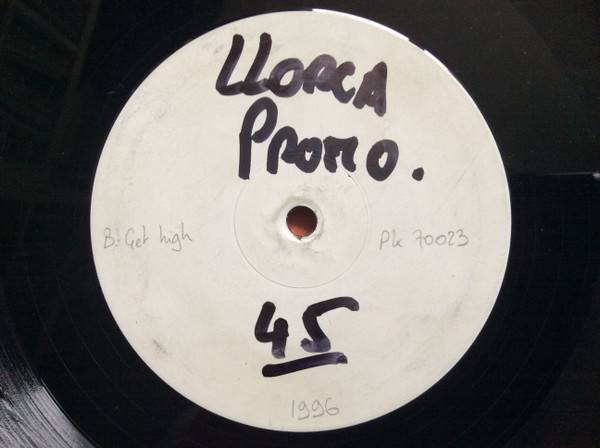 LLORCA
PROMO.
B: Get high
Pk 70023
45
1996